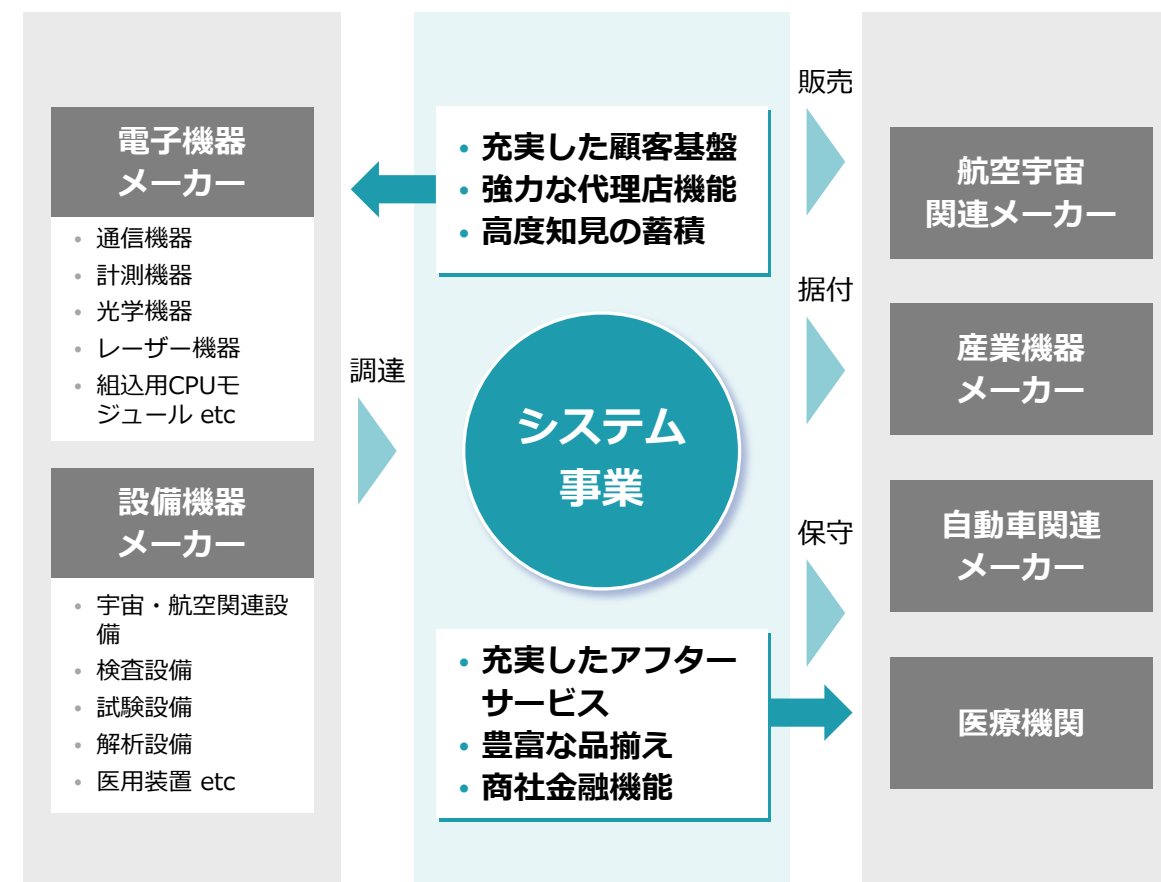 電子機器
メーカー
• 通信機器
• 計測機器
• 光学機器
• レーザー機器
• 組込用CPUモ
ジュール etc
設備機器
メーカー
• 宇宙・航空関連設
備
• 検査設備
• 試験設備
• 解析設備
• 医用装置 etc
調達
• 充実した顧客基盤
• 強力な代理店機能
• 高度知見の蓄積
システム
事業
• 充実したアフター
サービス
• 豊富な品揃え
• 商社金融機能
販売
据付
保守
航空宇宙
関連メーカー
産業機器
メーカー
自動車関連
メーカー
医療機関